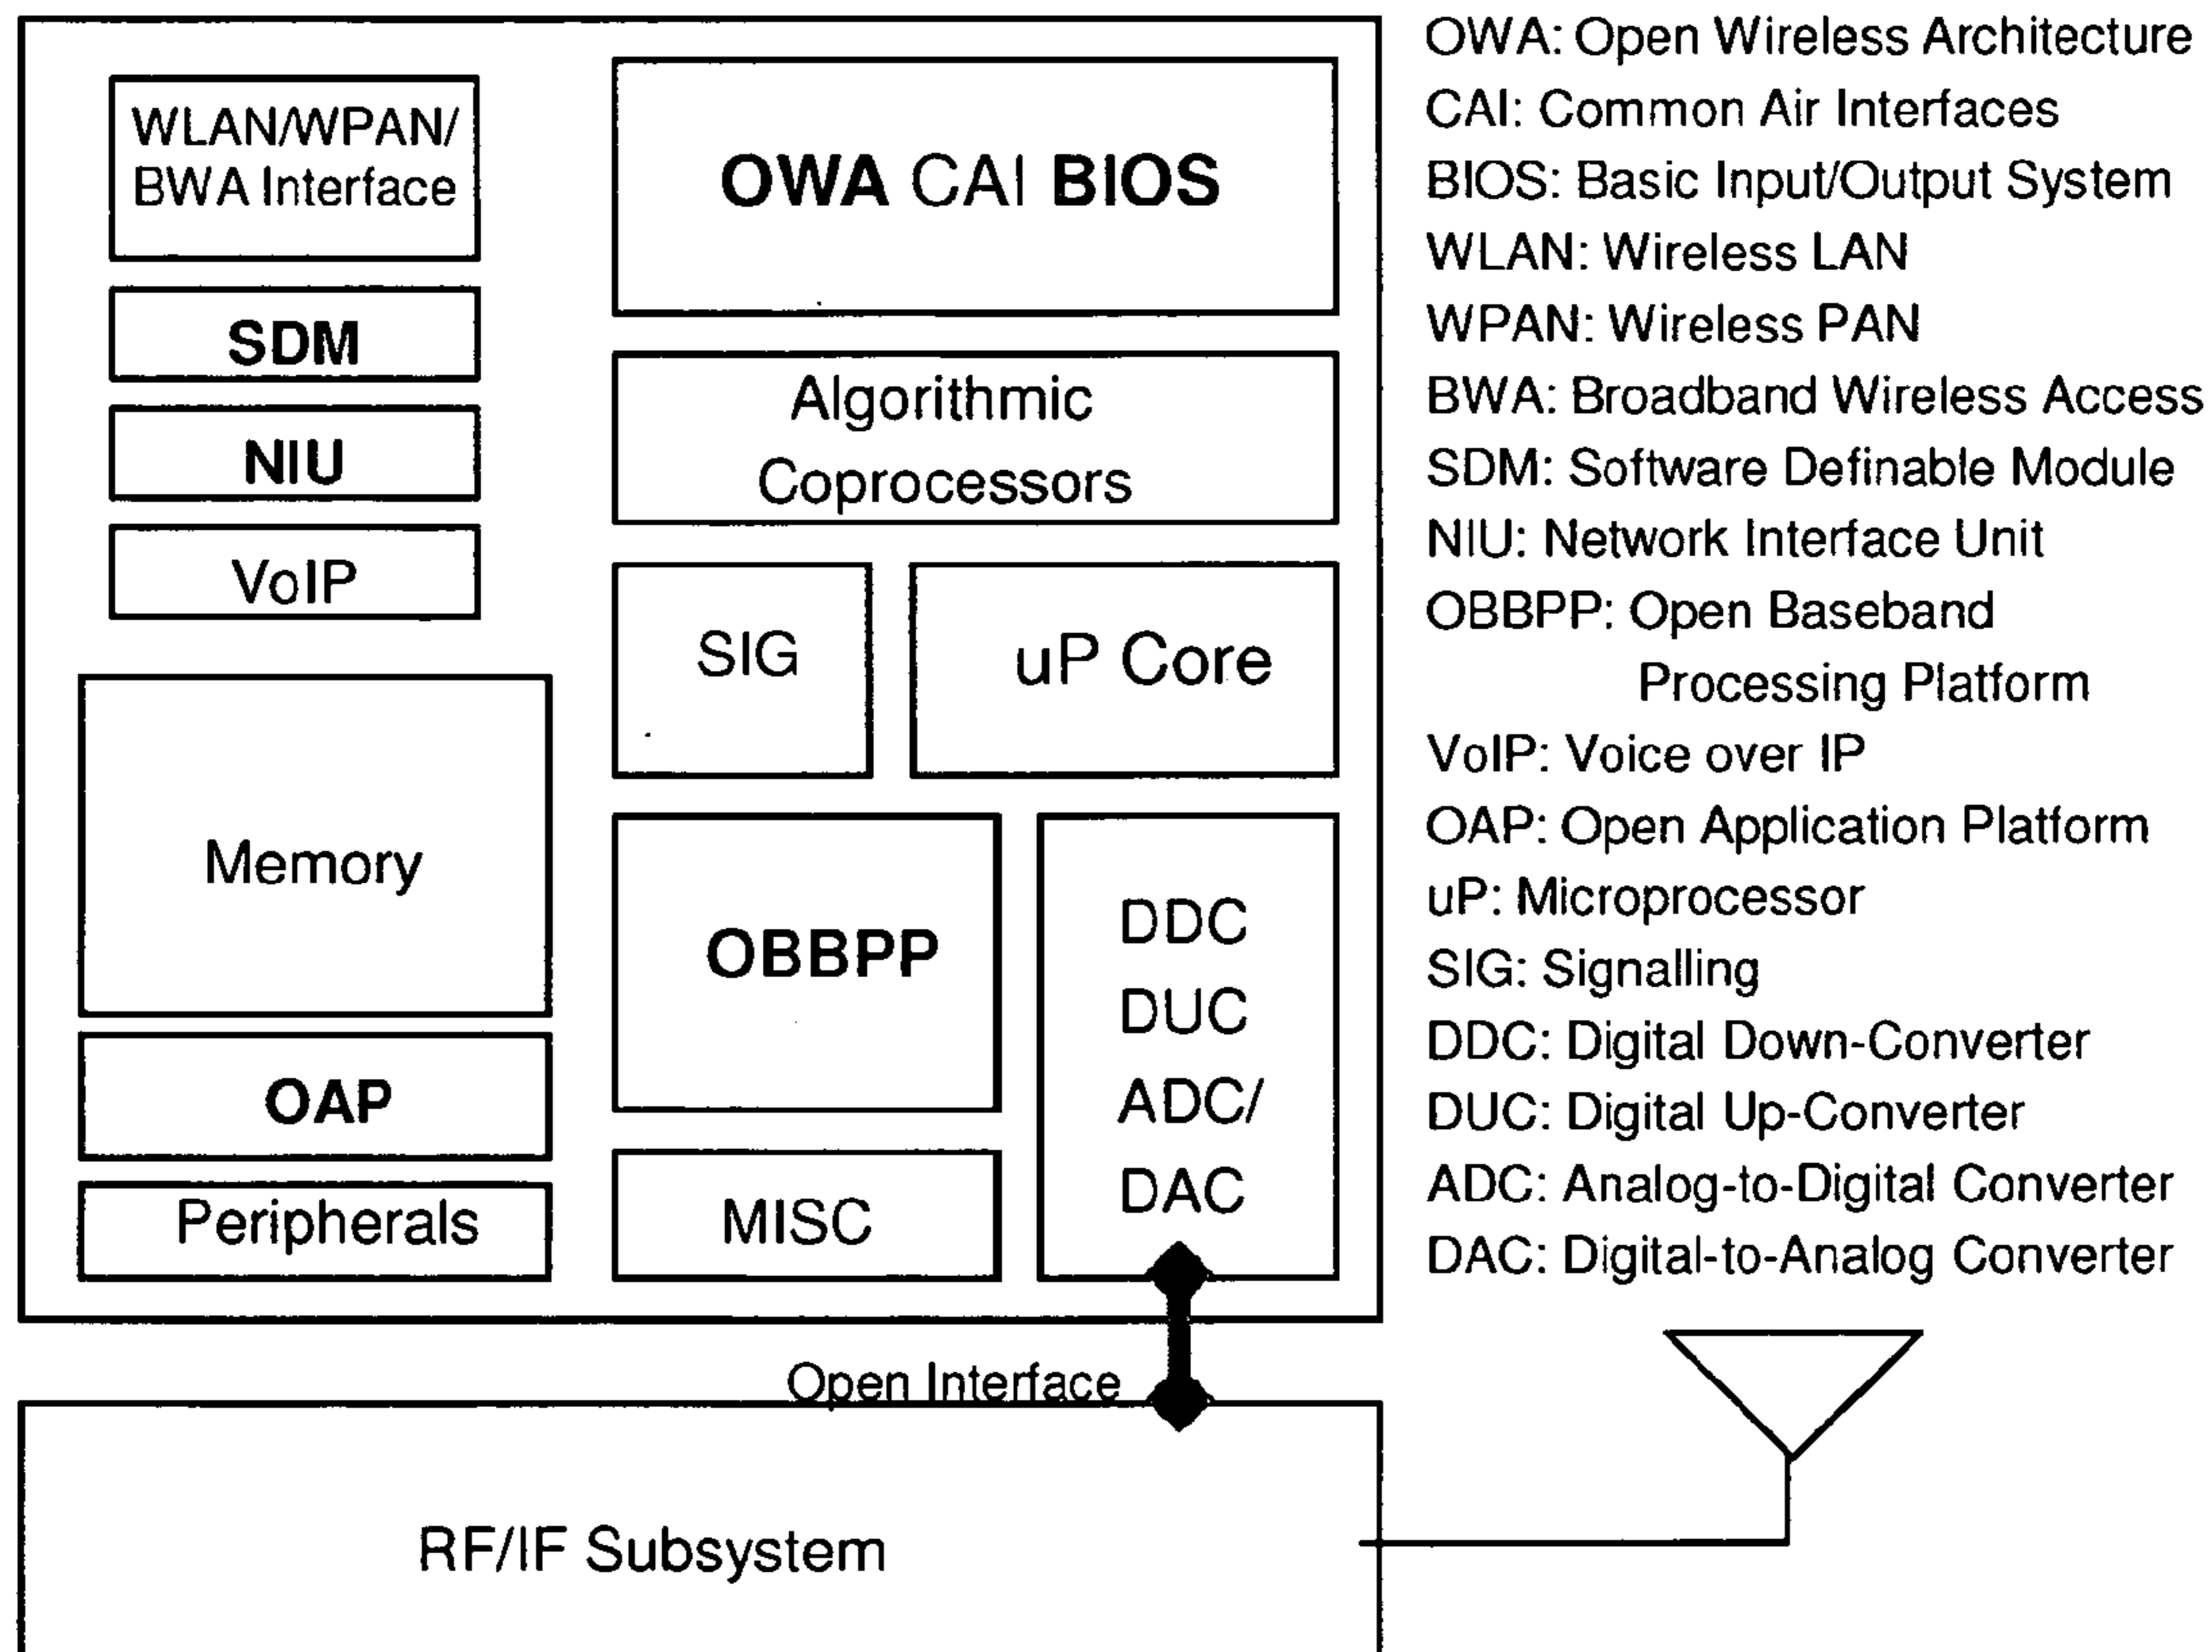 WLAN/WPAN/
BWA Interface
SDM
NIU
VoIP
Memory
OAP
Peripherals
OWA CAI BIOS
Algorithmic
Coprocessors
SIG
uP Core
OBBPP
MISC
DDC
DUC
ADC/
DAC
Open Interface
RF/IF Subsystem
OWA: Open Wireless Architecture
CAI: Common Air Interfaces
BIOS: Basic Input/Output System
WLAN: Wireless LAN
WPAN: Wireless PAN
BWA: Broadband Wireless Access
SDM: Software Definable Module
NIU: Network Interface Unit
OBBPP: Open Baseband
Processing Platform
VoIP: Voice over IP
OAP: Open Application Platform
uP: Microprocessor
SIG: Signalling
DDC: Digital Down-Converter
DUC: Digital Up-Converter
ADC: Analog-to-Digital Converter
DAC: Digital-to-Analog Converter